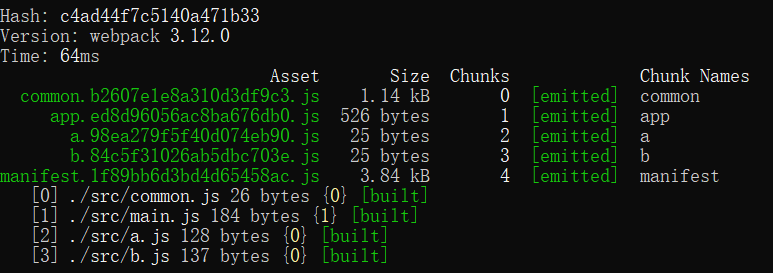 Hash: c4ad44f7c5140a471b33
Version: webpack 3.12.0
Time: 64ms
Asset Size Chunks Chunk Names
common.b2607e1e8a310d3df9c3.js 1.14 kB 0 [emitted] common
app.ed8d96056ac8ba676db0.js 526 bytes 1 [emitted] app
a.98ea279f5f40d074eb90.js 25 bytes 2 [emitted] a
b.84c5f31026ab5dbc703e.js 25 bytes 3 [emitted] b
manifest.1f89bb6d3bd4d65458ac.js 3.84 kB 4 [emitted] manifest
[0] ./src/common.js 26 bytes {0} [built]
[1] ./src/main.js 184 bytes {1} [built]
[2] ./src/a.js 128 bytes {0} [built]
[3] ./src/b.js 137 bytes {0} [built]